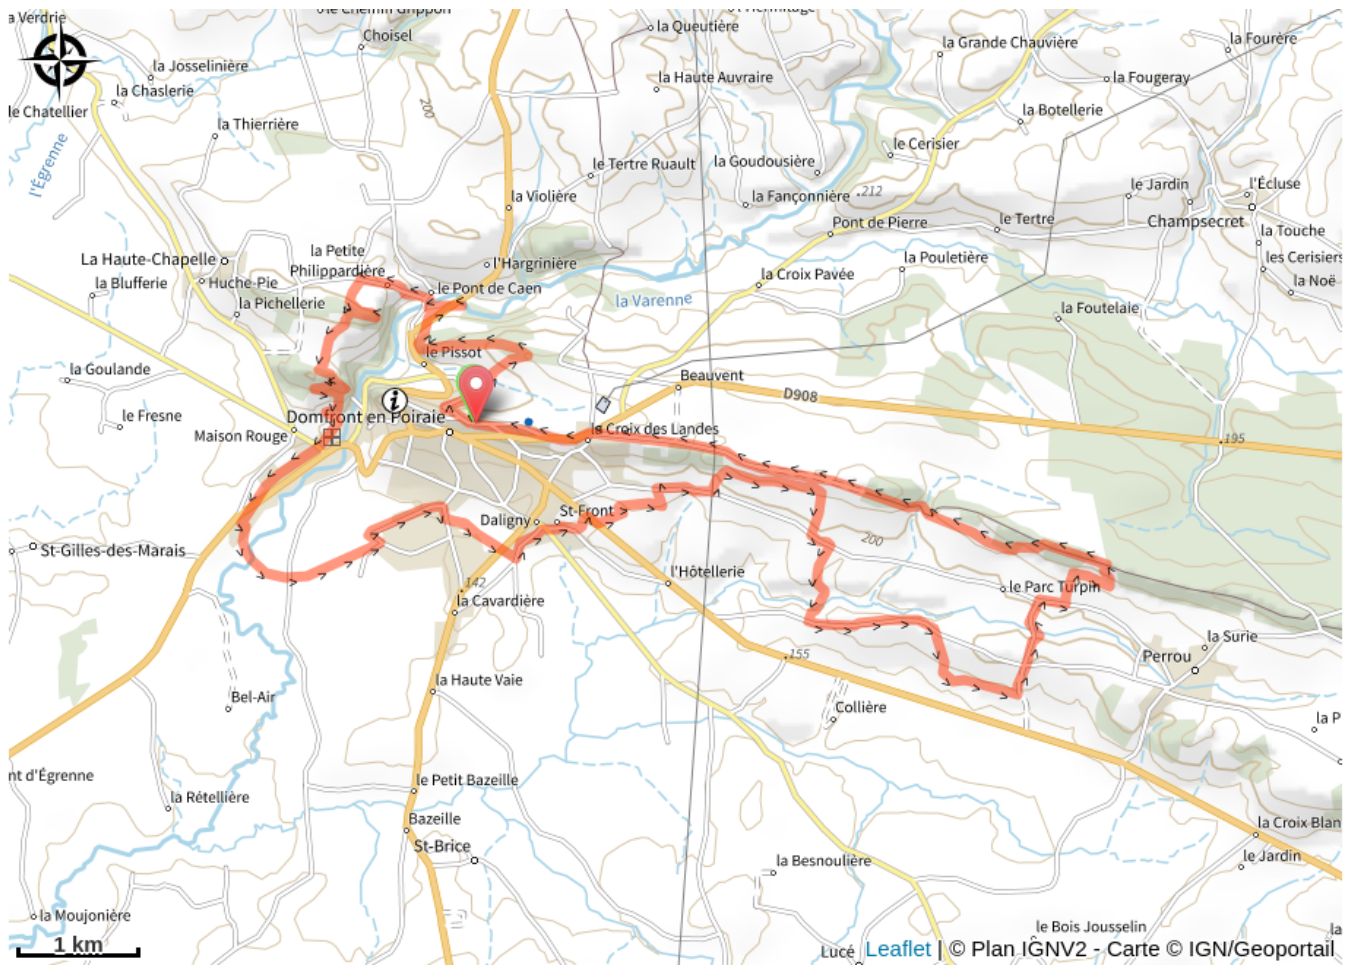 la Verdrie
le Chemin Grippon
l'Hermitage
Choisel
la Queutière
la Grande Chauvière
la Fourère
la Josselinière
la Chaslerie
200
la Haute Auvraire
la Fougeray
le Chatellier
la Botellerie
la Thierrière
le Cerisier
l'Égrenne
le Tertre Ruault
la Goudousière
la Violière
la Fançonnière
212
le Jardin
l'Écluse
Pont de Pierre
le Tertre
Champsecret
la Touche
la Petite
Philippardière
La Haute-Chapelle
l'Hargrinière
la Pouletière
les Cerisiers
la Croix Pavée
la Blufferie
Huche-Pie
le Pont de Caen
la Noë
la Pichellerie
la Varenne
la Foutelaie
le Pissot
la Goulande
Beauvent
D908
i
le Fresne
Domfront en Poiraie
Maison Rouge
la Croix des Landes
195
Daligny
St-Front
200
St-Gilles-des-Marais
l'Hôtellerie
142
le Parc Turpin
la Cavardière
la Surie
155
Perrou
la Haute Vaie
Bel-Air
Collière
la P
nt d'Égrenne
le Petit Bazeille
la Rételliére
Bazeille
la Croix Blan
St-Brice
la Besnoulière
le Jardin
la Moujonière
le Bois Jousselin
la
1 km
Lucé
Leaflet | © Plan IGNV2 - Carte © IGN/Geoportail